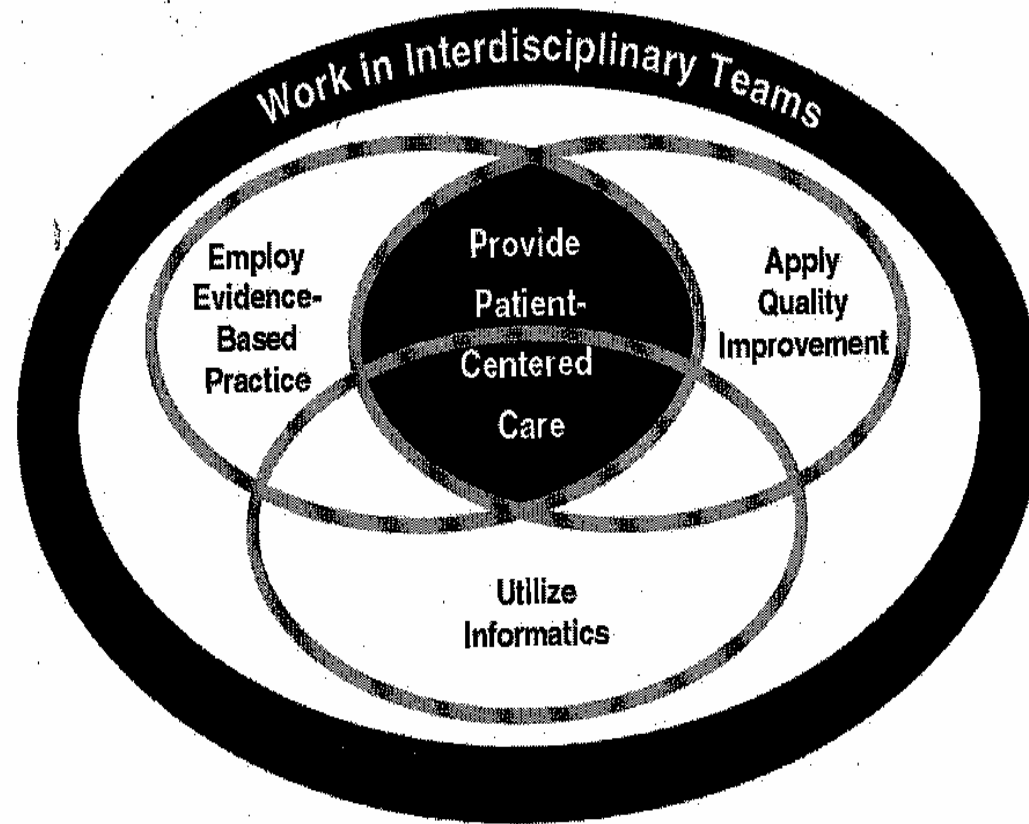 Work in Interdisciplinary Teams
Employ
Evidence-
Based
Practice
Provide
Patient-
Centered
Care
Apply
Quality
Improvement
Utilize
Informatics